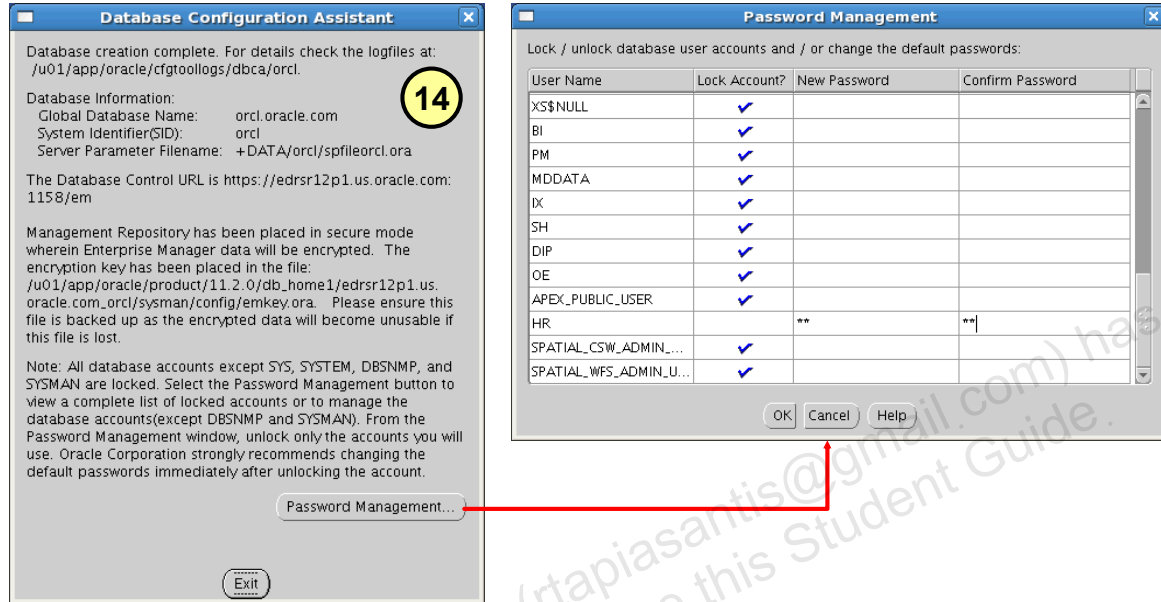 Database Configuration Assistant
Database creation complete. For details check the logfiles at:
/u01/app/oracle/cfgtoollogs/dbca/orcl.
14
Database Information:
Global Database Name: orcl.oracle.com
System Identifier(SID): orcl
Server Parameter Filename: +DATA/orcl/spfileorcl.ora
The Database Control URL is https://edrsr12p1.us.oracle.com:
1158/em
Management Repository has been placed in secure mode
wherein Enterprise Manager data will be encrypted. The
encryption key has been placed in the file:
/u01/app/oracle/product/11.2.0/db_home1/edrsr12p1.us.
oracle.com_orcl/sysman/config/emkey.ora. Please ensure this
file is backed up as the encrypted data will become unusable if
this file is lost.
Note: All database accounts except SYS, SYSTEM, DBSNMP, and
SYSMAN are locked. Select the Password Management button to
view a complete list of locked accounts or to manage the
database accounts(except DBSNMP and SYSMAN). From the
Password Management window, unlock only the accounts you will
use. Oracle Corporation strongly recommends changing the
default passwords immediately after unlocking the account.
Password Management...
Exit
Password Management
Lock / unlock database user accounts and / or change the default passwords:
User Name Lock Account? New Password Confirm Password
XS$NULL
BI
PM
MDDATA
IX
SH
DIP
OE
APEX_PUBLIC_USER
HR ** **
SPATIAL_CSW_ADMIN_...
SPATIAL_WFS_ADMIN_U...
OK Cancel Help
(rtapiasantis@gmail.com) has
this Student Guide.